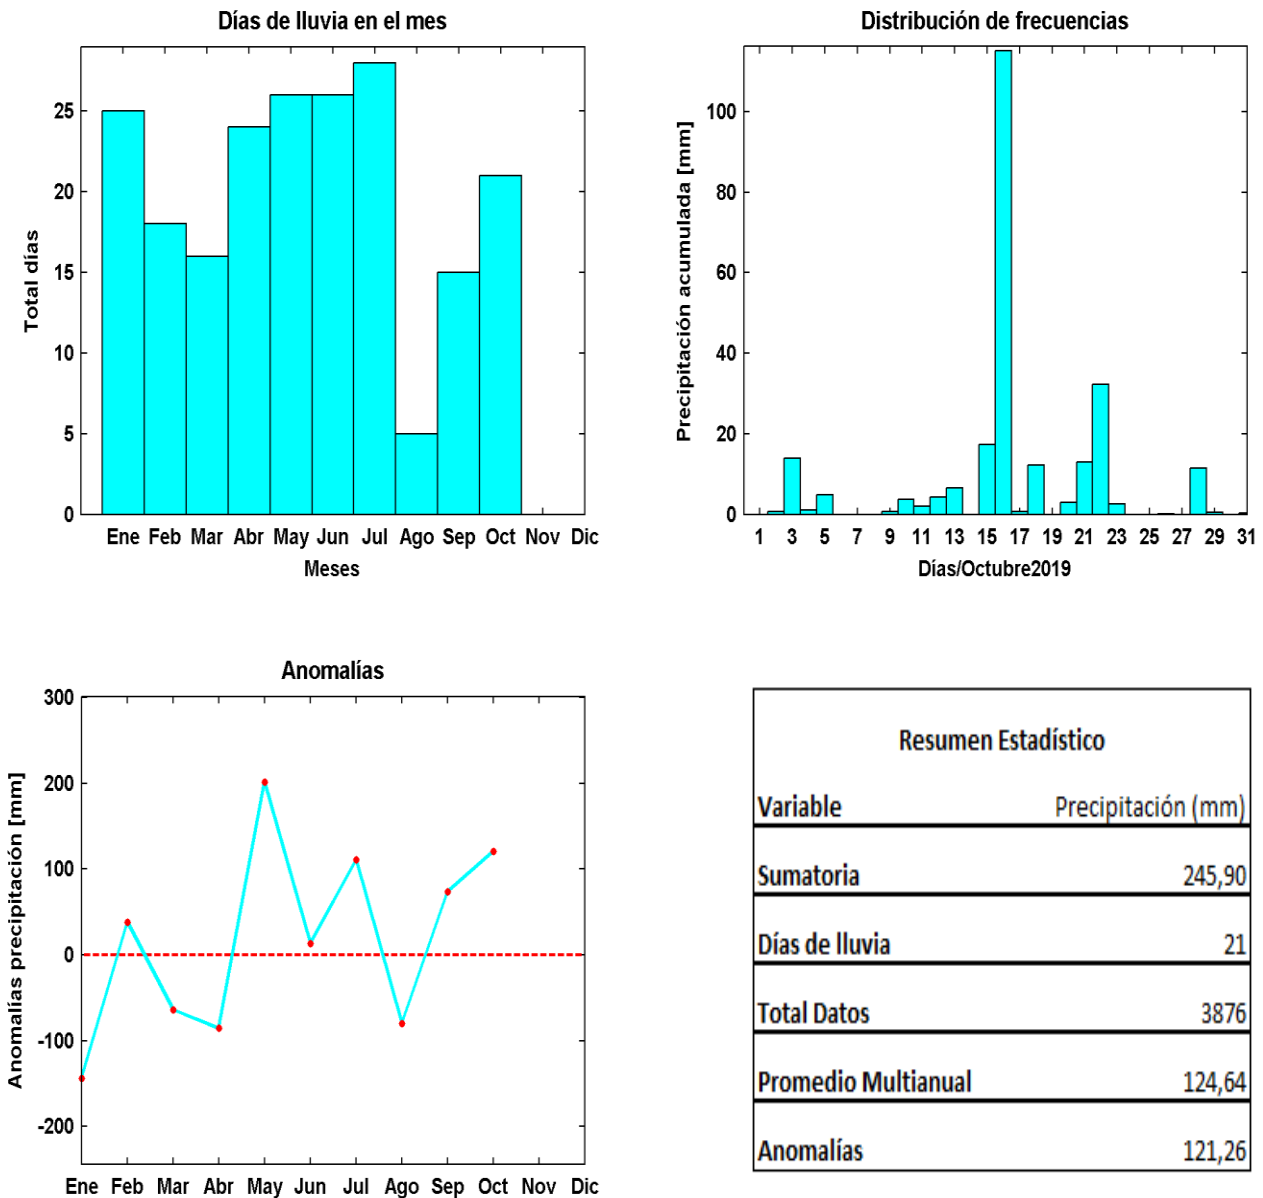 Días de lluvia en el mes
Total días
25
20
15
10
5
0
Ene Feb Mar Abr May Jun Jul Ago Sep Oct Nov Dic
Meses
Distribución de frecuencias
Precipitación acumulada [mm]
100
80
60
40
20
0
1 3 5 7 9 11 13 15 17 19 21 23 25 27 29 31
Días/Octubre2019
Anomalías
Anomalías precipitación [mm]
300
200
100
0
-100
-200
Ene Feb Mar Abr May Jun Jul Ago Sep Oct Nov Dic
Resumen Estadístico
Variable Precipitación (mm)
Sumatoria 245,90
Días de lluvia 21
Total Datos 3876
Promedio Multianual 124,64
Anomalías 121,26